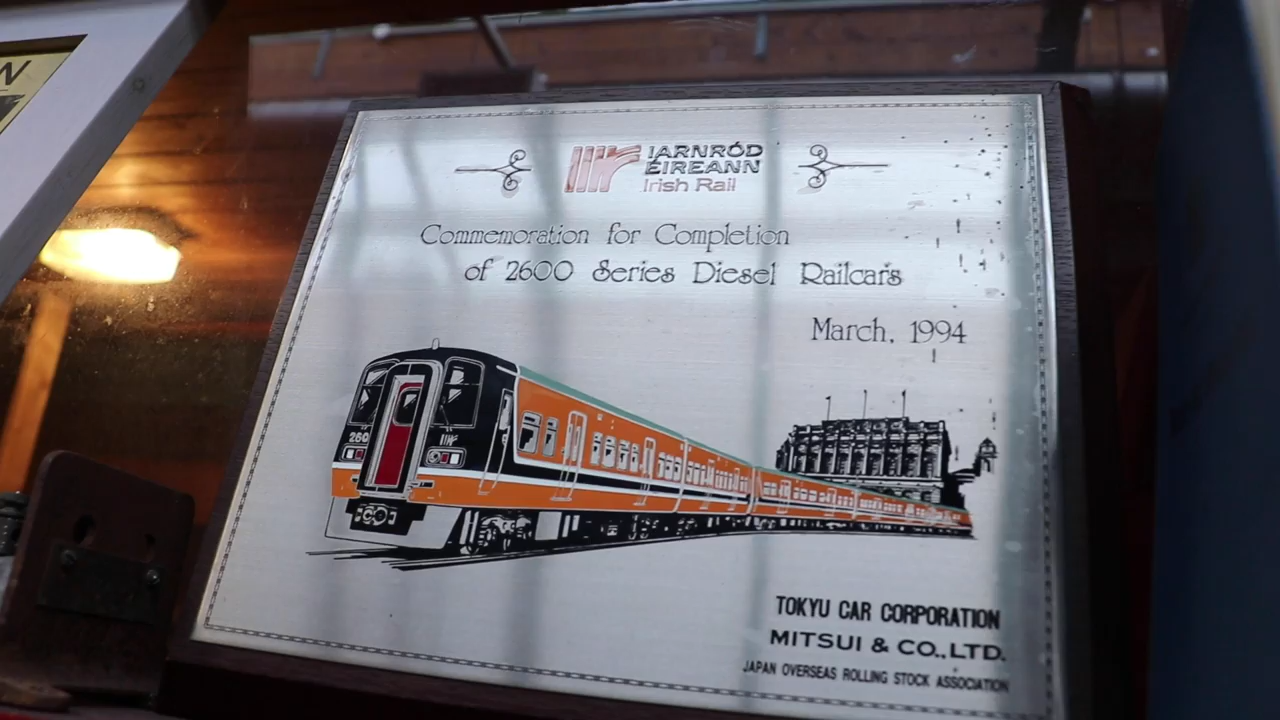 N
IARNRÓD
ÉIREANN
Irish Rail
Commemoration for Completion
of 2600 Series Diesel Railcars
March, 1994
260
TOKYU CAR CORPORATION
MITSUI & CO.,LTD.
JAPAN OVERSEAS ROLLING STOCK ASSOCIATION